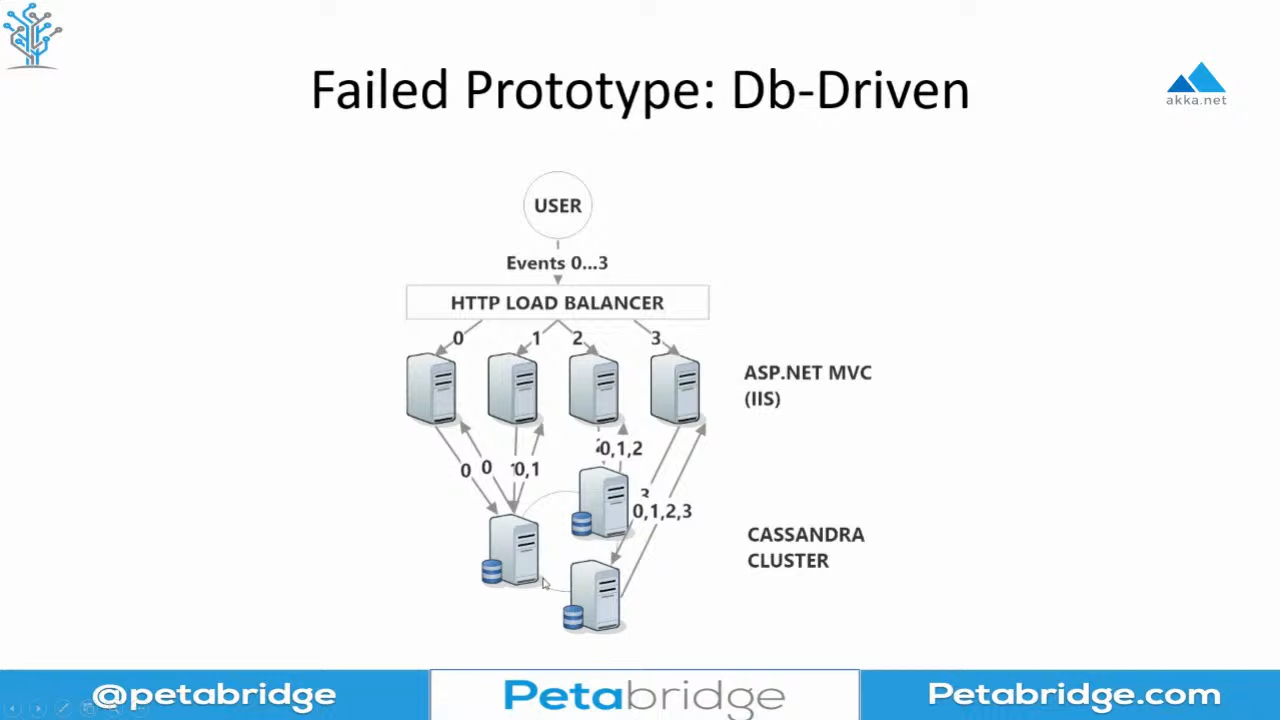 Failed Prototype: Db-Driven
akka.net
USER
Events 0...3
HTTP LOAD BALANCER
0
1
2
3
ASP.NET MVC
(IIS)
0,1,2
0
0
0,1
3
0,1,2,3
CASSANDRA
CLUSTER
@petabridge
Petabridge
Petabridge.com